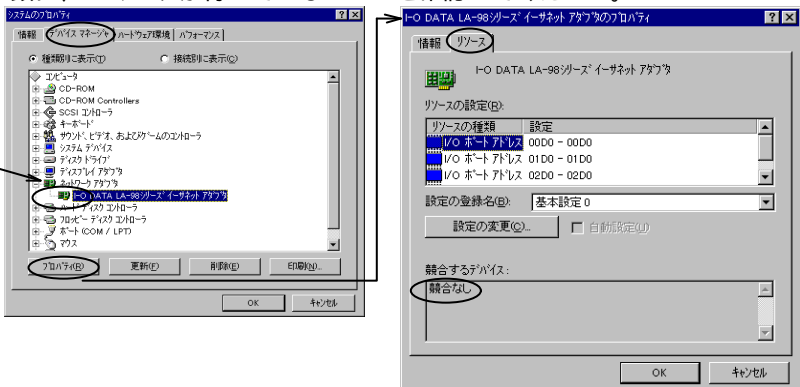 システムのプロパティ
情報
デバイス マネージャ
ハードウェア環境
パフォーマンス
種類別に表示(T)
接続別に表示(C)
コンピュータ
CD-ROM
CD-ROM Controllers
SCSI コントローラ
キーボード
サウンド、ビデオ、およびゲームのコントローラ
システム デバイス
ディスク ドライブ
ディスプレイ アダプタ
ネットワーク アダプタ
I-O DATA LA-98シリーズ イーサネット アダプタ
ハード ディスク コントローラ
フロッピー ディスク コントローラ
ポート (COM / LPT)
マウス
プロパティ(R)
更新(F)
削除(E)
印刷(N)...
OK
キャンセル
I-O DATA LA-98シリーズ イーサネット アダプタのプロパティ
情報
リソース
I-O DATA LA-98シリーズ イーサネット アダプタ
リソースの設定(R):
リソースの種類 設定
I/O ポート アドレス 00D0 - 00D0
I/O ポート アドレス 01D0 - 01D0
I/O ポート アドレス 02D0 - 02D0
設定の登録名(B): 基本設定 0
設定の変更(C)...
自動設定(U)
競合するデバイス:
競合なし
OK
キャンセル